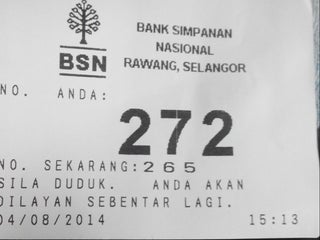 BSN
BANK SIMPANAN
NASIONAL
RAWANG, SELANGOR
NO. ANDA:
272
NO. SEKARANG:265
SILA DUDUK. ANDA AKAN
DILAYAN SEBENTAR LAGI.
04/08/2014 15:13